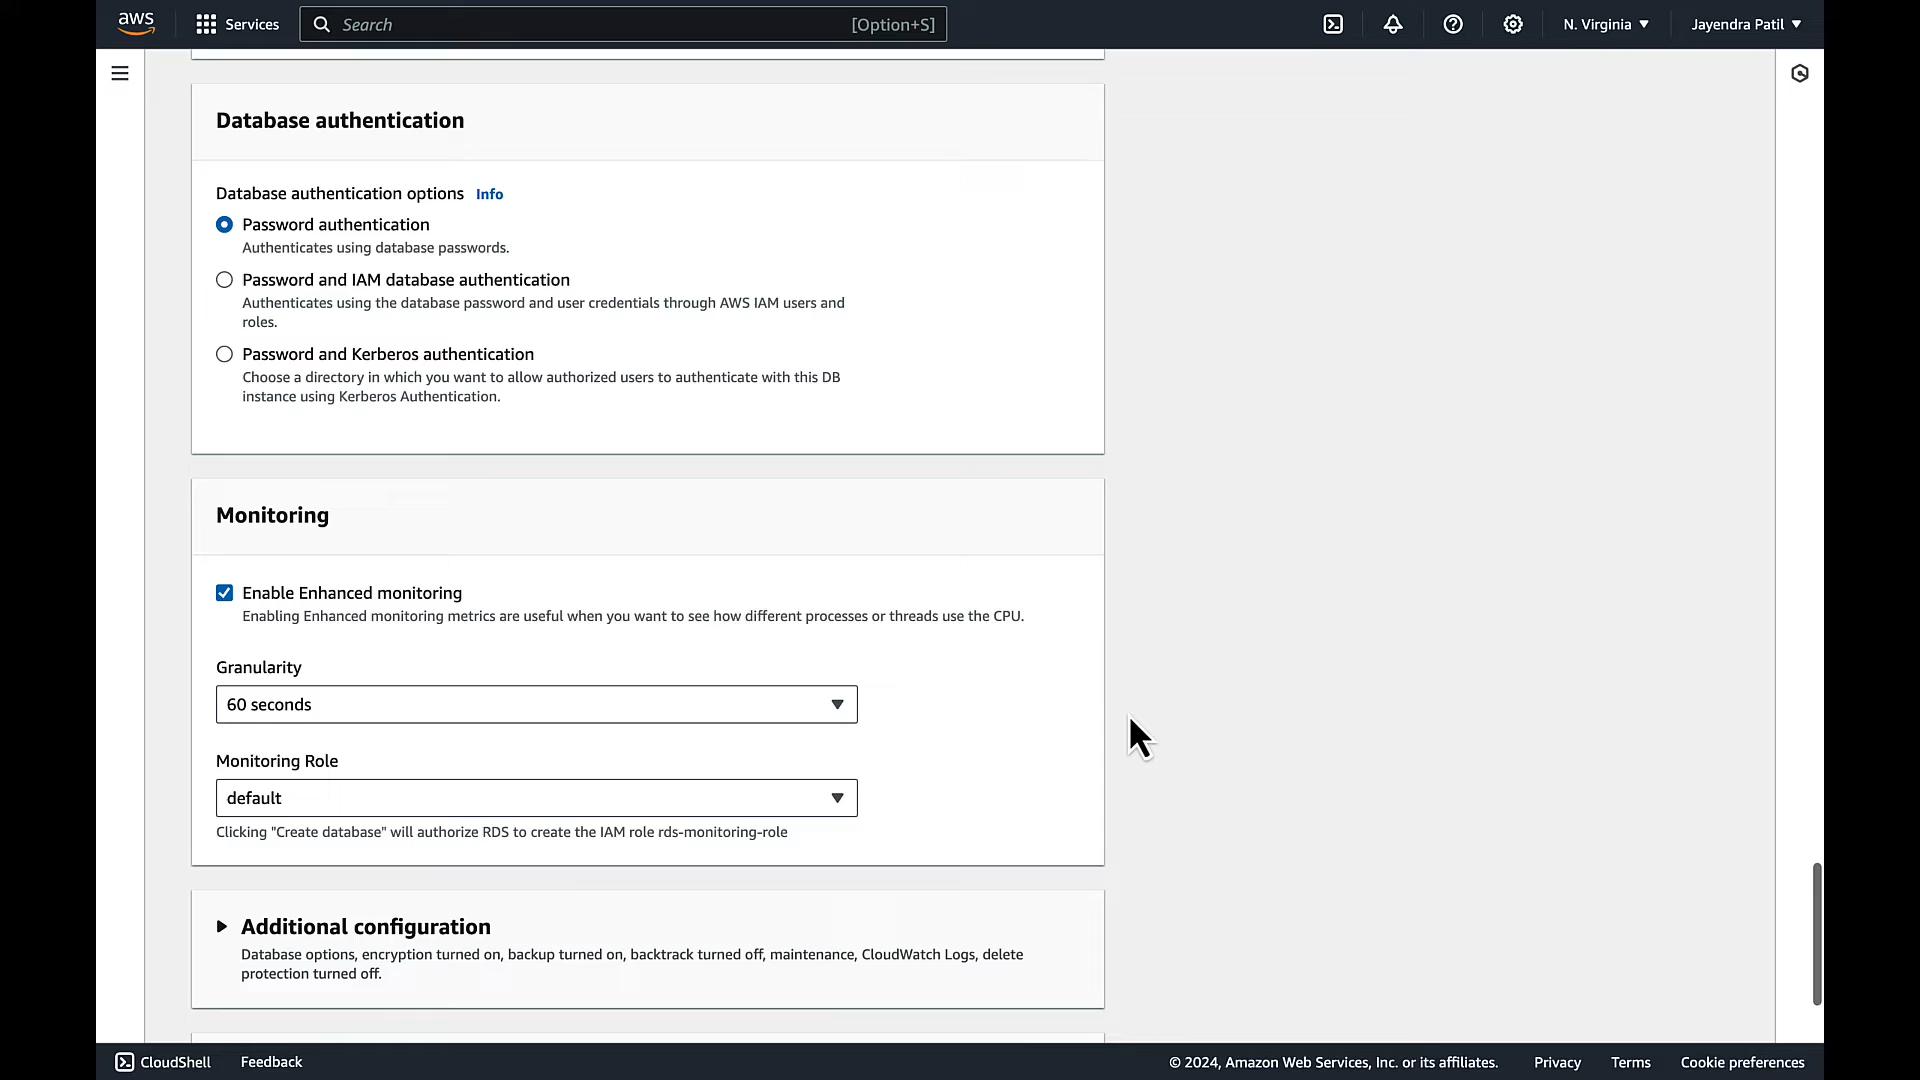 aws
Services
Search
[Option+S]
N. Virginia
Jayendra Patil
Database authentication
Database authentication options Info
Password authentication
Authenticates using database passwords.
Password and IAM database authentication
Authenticates using the database password and user credentials through AWS IAM users and
roles.
Password and Kerberos authentication
Choose a directory in which you want to allow authorized users to authenticate with this DB
instance using Kerberos Authentication.
Monitoring
Enable Enhanced monitoring
Enabling Enhanced monitoring metrics are useful when you want to see how different processes or threads use the CPU.
Granularity
60 seconds
Monitoring Role
default
Clicking "Create database" will authorize RDS to create the IAM role rds-monitoring-role
Additional configuration
Database options, encryption turned on, backup turned on, backtrack turned off, maintenance, CloudWatch Logs, delete
protection turned off.
CloudShell
Feedback
© 2024, Amazon Web Services, Inc. or its affiliates.
Privacy
Terms
Cookie preferences